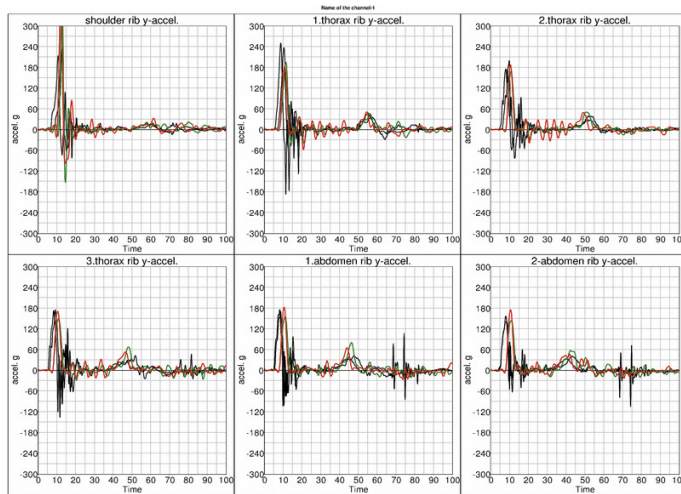 Name of the channel-1
shoulder rib y-accel.
1.thorax rib y-accel.
2.thorax rib y-accel.
accel. g
300
240
180
120
60
0
-60
-120
-180
-240
-300
0 10 20 30 40 50 60 70 80 90 100
Time
accel. g
300
240
180
120
60
0
-60
-120
-180
-240
-300
0 10 20 30 40 50 60 70 80 90 100
Time
accel. g
300
240
180
120
60
0
-60
-120
-180
-240
-300
0 10 20 30 40 50 60 70 80 90 100
Time
3.thorax rib y-accel.
1.abdomen rib y-accel.
2-abdomen rib y-accel.
accel. g
300
240
180
120
60
0
-60
-120
-180
-240
-300
0 10 20 30 40 50 60 70 80 90 100
Time
accel. g
300
240
180
120
60
0
-60
-120
-180
-240
-300
0 10 20 30 40 50 60 70 80 90 100
Time
accel. g
300
240
180
120
60
0
-60
-120
-180
-240
-300
0 10 20 30 40 50 60 70 80 90 100
Time